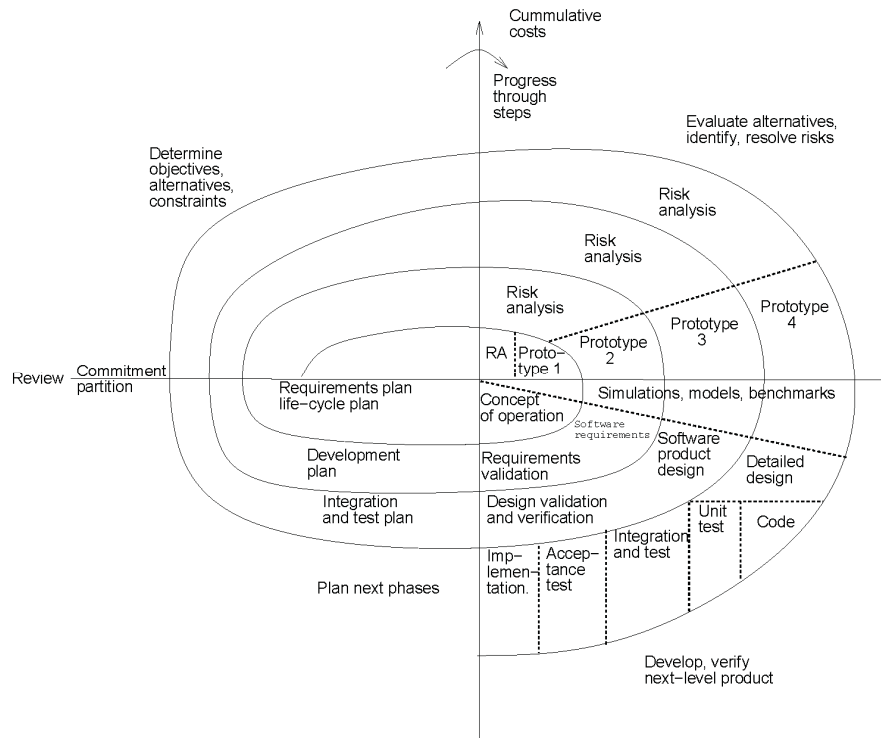 Cummulative
costs
Progress
through
steps
Evaluate alternatives,
identify, resolve risks
Determine
objectives,
alternatives,
constraints
Risk
analysis
Risk
analysis
Risk
analysis
Prototype
4
Prototype
3
Prototype
2
RA
Proto−
type 1
Review
Commitment
partition
Requirements plan
life−cycle plan
Concept
of operation
Simulations, models, benchmarks
Software
requirements
Software
product
design
Detailed
design
Development
plan
Requirements
validation
Integration
and test plan
Design validation
and verification
Unit
test
Code
Integration
and test
Accep−
tance
test
Imp−
lemen−
tation.
Plan next phases
Develop, verify
next−level product